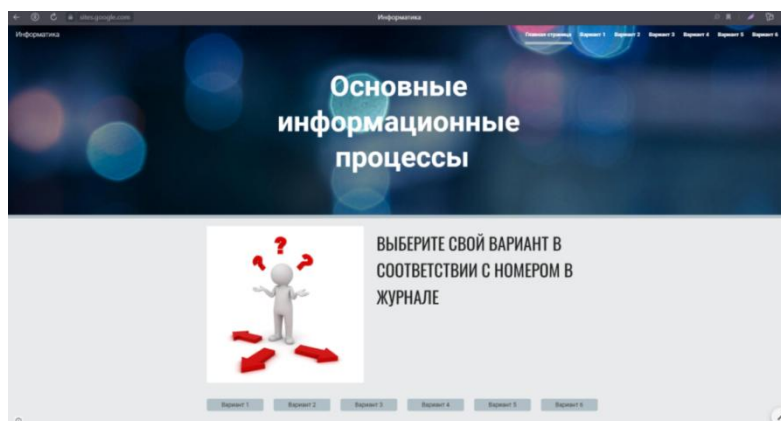 sites.google.com
Информатика
Информатика
Главная страница Вариант 1 Вариант 2 Вариант 3 Вариант 4 Вариант 5 Вариант 6
Основные
информационные
процессы
? ? ?
ВЫБЕРИТЕ СВОЙ ВАРИАНТ В
СООТВЕТСТВИИ С НОМЕРОМ В
ЖУРНАЛЕ
Вариант 1 Вариант 2 Вариант 3 Вариант 4 Вариант 5 Вариант 6